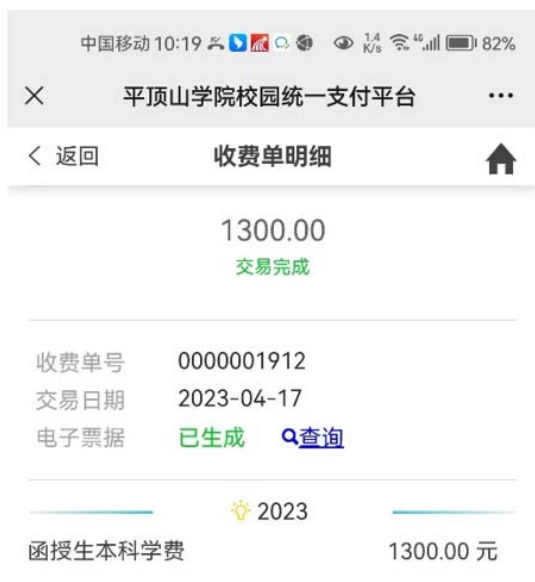 中国移动 10:19 1.4 K/s 46 82%
平顶山学院校园统一支付平台
返回 收费单明细
1300.00
交易完成
收费单号 0000001912
交易日期 2023-04-17
电子票据 已生成 查询
2023
函授生本科学费 1300.00 元